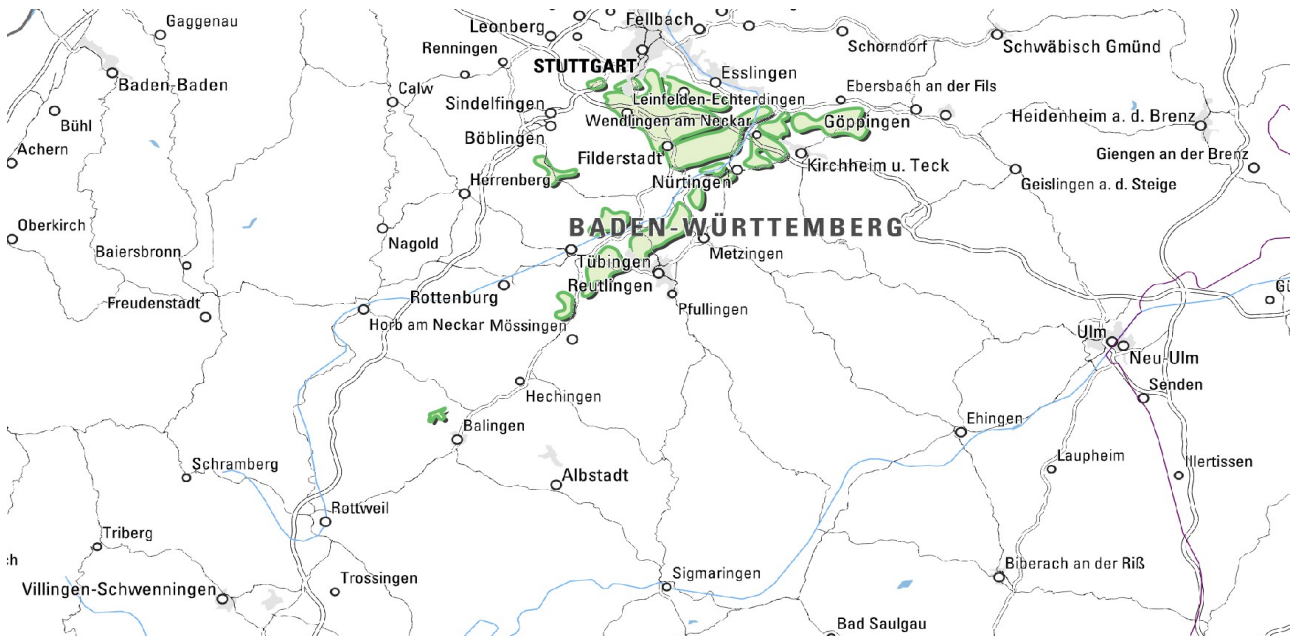 Gaggenau
Fellbach
Leonberg
Schorndorf
Schwäbisch Gmünd
Renningen
STUTTGART
Esslingen
Baden-Baden
Calw
Ebersbach an der Fils
Sindelfingen
Leinfelden-Echterdingen
Bühl
Wendlingen am Neckar
Göppingen
Heidenheim a. d. Brenz
Böblingen
Achern
Filderstadt
Kirchheim u. Teck
Giengen an der Brenz
Herrenberg
Nürtingen
Geislingen a. d. Steige
Oberkirch
BADEN-WÜRTTEMBERG
Nagold
Baiersbronn
Metzingen
Tübingen
Reutlingen
Rottenburg
Freudenstadt
Pfullingen
Horb am Neckar
Mössingen
Ulm
Neu-Ulm
Senden
Hechingen
Balingen
Ehingen
Schramberg
Albstadt
Laupheim
Illertissen
Rottweil
Triberg
ch
Trossingen
Sigmaringen
Biberach an der Riß
Villingen-Schwenningen
Bad Saulgau